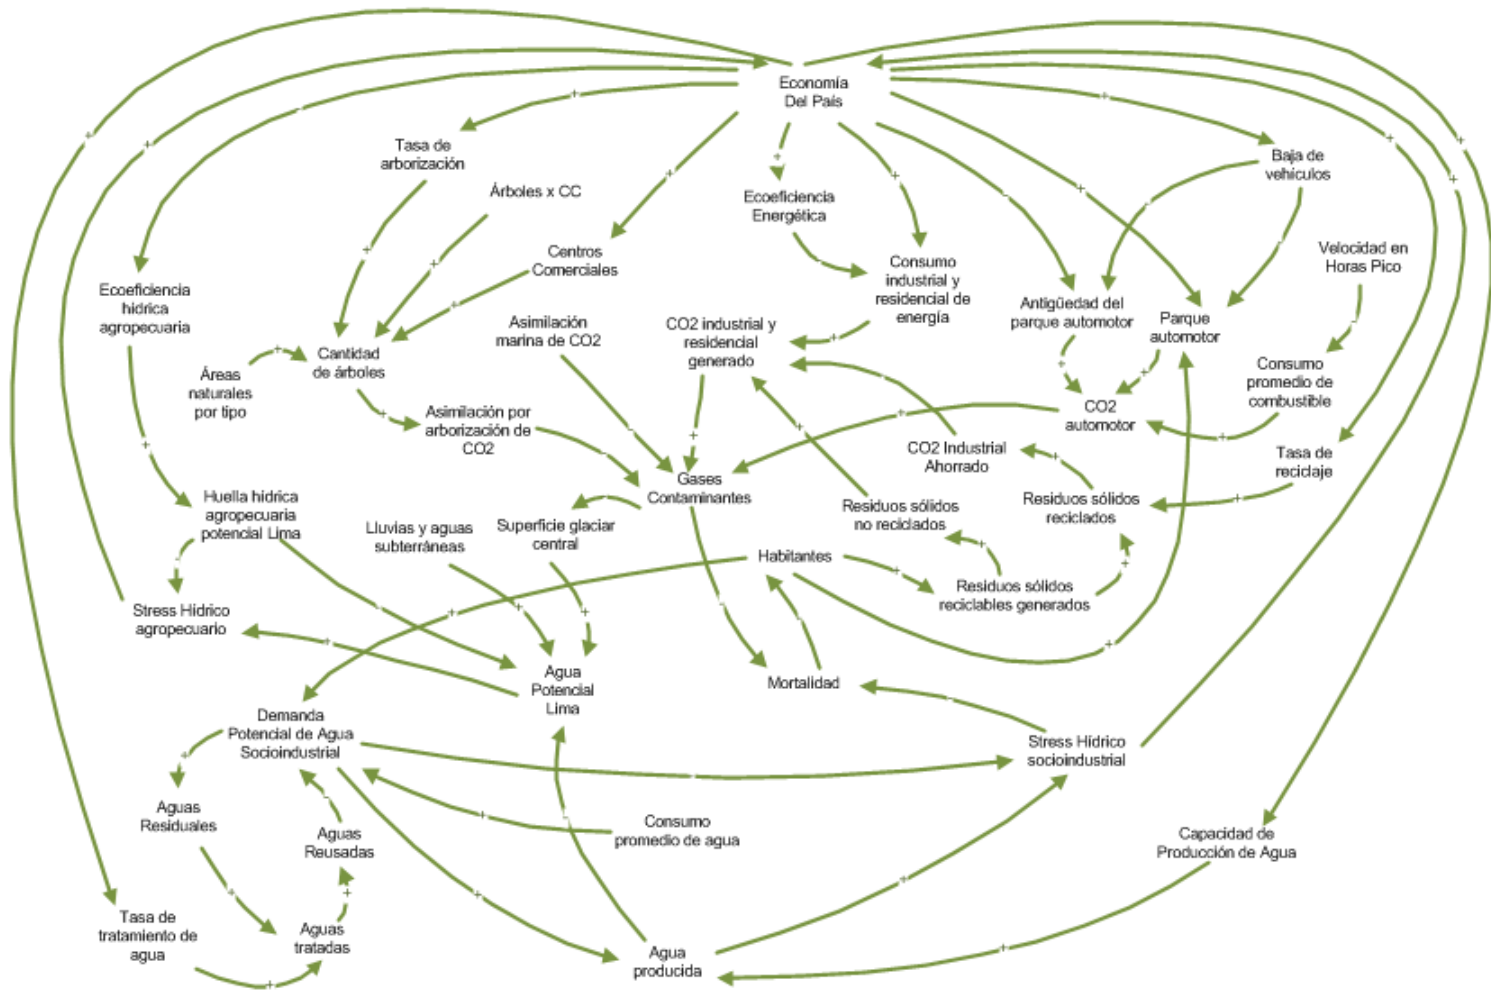 Economía
Del País
Tasa de
arborización
Árboles x CC
Ecoeficiencia
Energética
Baja de
vehículos
Centros
Comerciales
Consumo
industrial y
residencial de
energía
Velocidad en
Horas Pico
Ecoeficiencia
hídrica
agropecuaria
Antigüedad del
parque automotor
Parque
automotor
Asimilación
marina de CO2
CO2 industrial y
residencial
generado
Cantidad
de árboles
Áreas
naturales
por tipo
Consumo
promedio de
combustible
Asimilación por
arborización de
CO2
CO2
automotor
CO2 Industrial
Ahorrado
Tasa de
reciclaje
Gases
Contaminantes
Huella hídrica
agropecuaria
potencial Lima
Lluvias y aguas
subterráneas
Superficie glaciar
central
Residuos sólidos
no reciclados
Residuos sólidos
reciclados
Habitantes
Residuos sólidos
reciclables generados
Stress Hídrico
agropecuario
Agua
Potencial
Lima
Mortalidad
Demanda
Potencial de Agua
Socioindustrial
Stress Hídrico
socioindustrial
Aguas
Residuales
Aguas
Reusadas
Consumo
promedio de agua
Capacidad de
Producción de Agua
Tasa de
tratamiento de
agua
Aguas
tratadas
Agua
producida